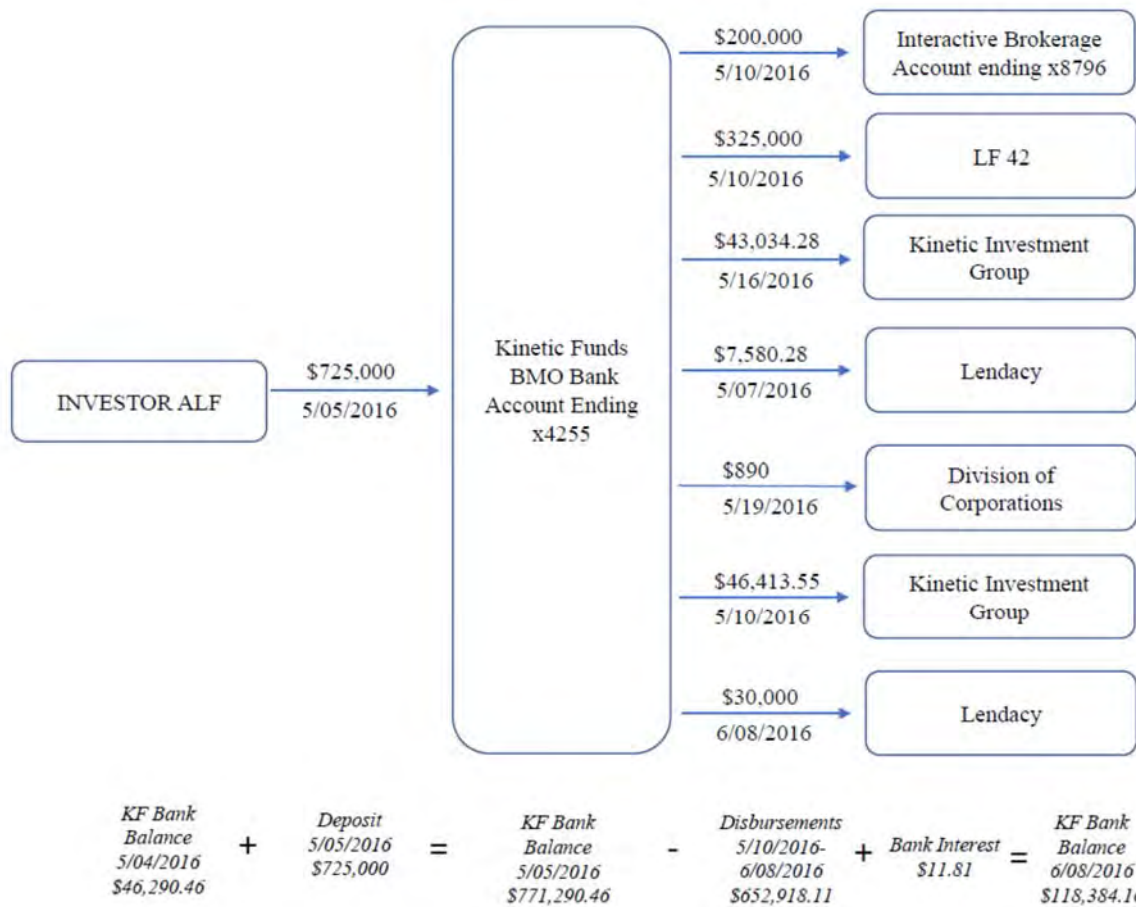 $200,000
5/10/2016
Interactive Brokerage
Account ending x8796
$325,000
5/10/2016
LF 42
$43,034.28
5/16/2016
Kinetic Investment
Group
INVESTOR ALF
$725,000
5/05/2016
Kinetic Funds
BMO Bank
Account Ending
x4255
$7,580.28
5/07/2016
Lendacy
$890
5/19/2016
Division of
Corporations
$46,413.55
5/10/2016
Kinetic Investment
Group
$30,000
6/08/2016
Lendacy
KF Bank
Balance
5/04/2016
$46,290.46
+
Deposit
5/05/2016
$725,000
=
KF Bank
Balance
5/05/2016
$771,290.46
-
Disbursements
5/10/2016-
6/08/2016
$652,918.11
+
Bank Interest
$11.81
=
KF Bank
Balance
6/08/2016